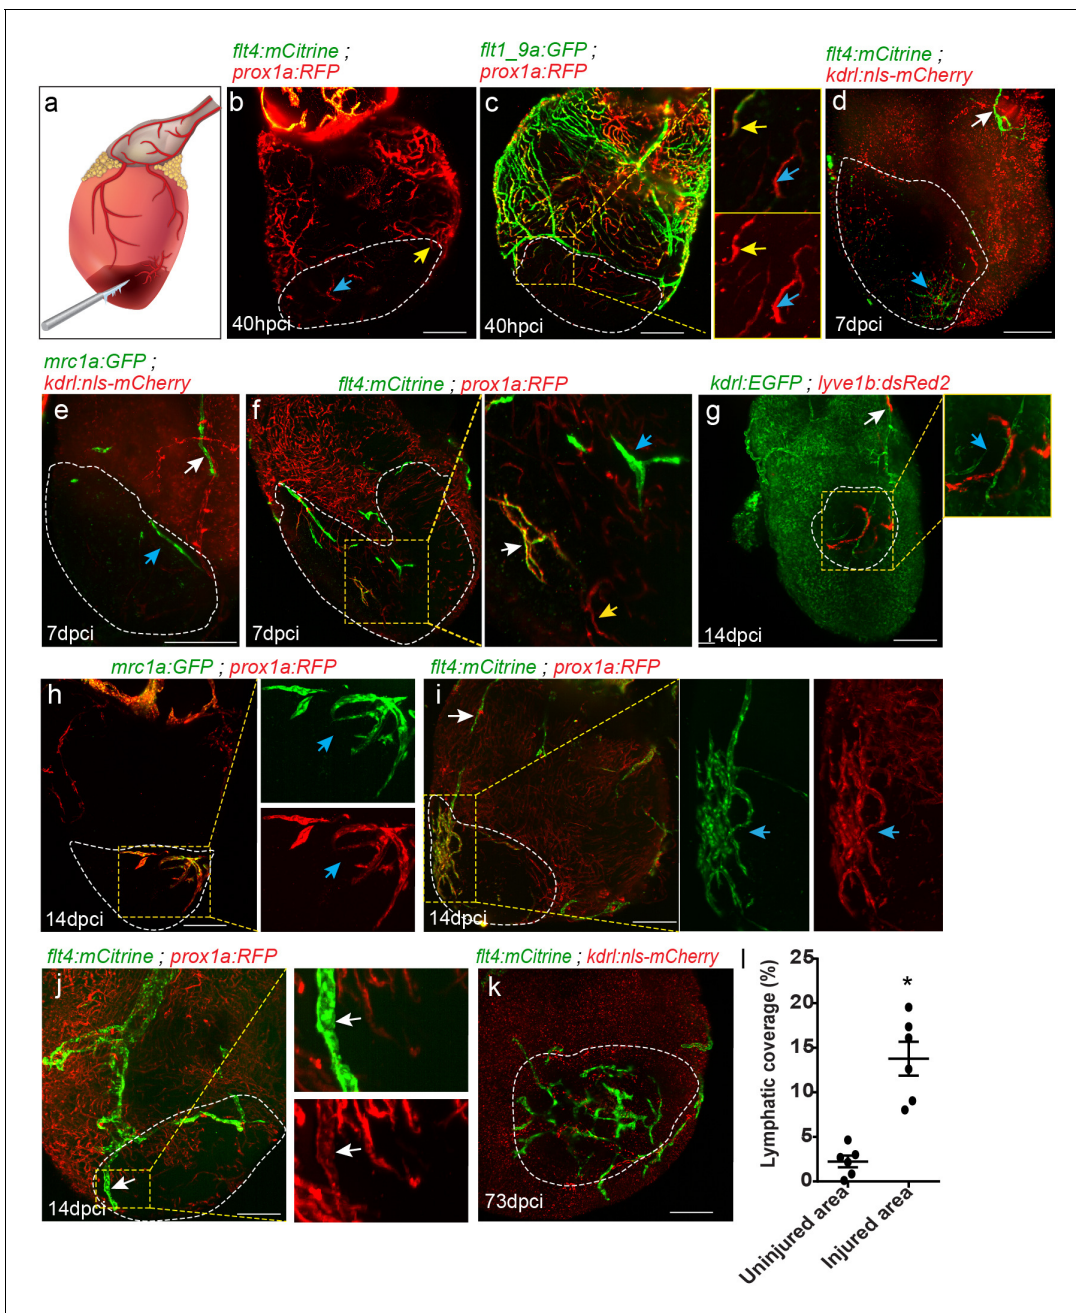 a
flt4:mCitrine ;
prox1a:RFP
b
40hpci
flt1_9a:GFP ;
prox1a:RFP
c
40hpci
flt4:mCitrine ;
kdrl:nls-mCherry
d
7dpci
mrc1a:GFP ;
kdrl:nls-mCherry
e
7dpci
flt4:mCitrine ; prox1a:RFP
f
7dpci
kdrl:EGFP ; lyve1b:dsRed2
g
14dpci
mrc1a:GFP ; prox1a:RFP
h
14dpci
flt4:mCitrine ; prox1a:RFP
i
14dpci
flt4:mCitrine ; prox1a:RFP
j
14dpci
flt4:mCitrine ; kdrl:nls-mCherry
k
73dpci
l
Lymphatic coverage (%)
25
20
15
10
5
0
*
Uninjured area
Injured area